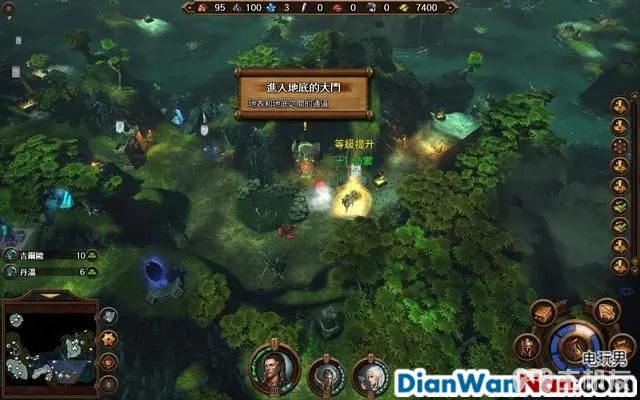 95 100 3 0 0 0 7400
進入地底的大門
地表和地底之間的通道
等級提升
吉爾歐 10
丹溫 6
电玩男
DianWanNan.com